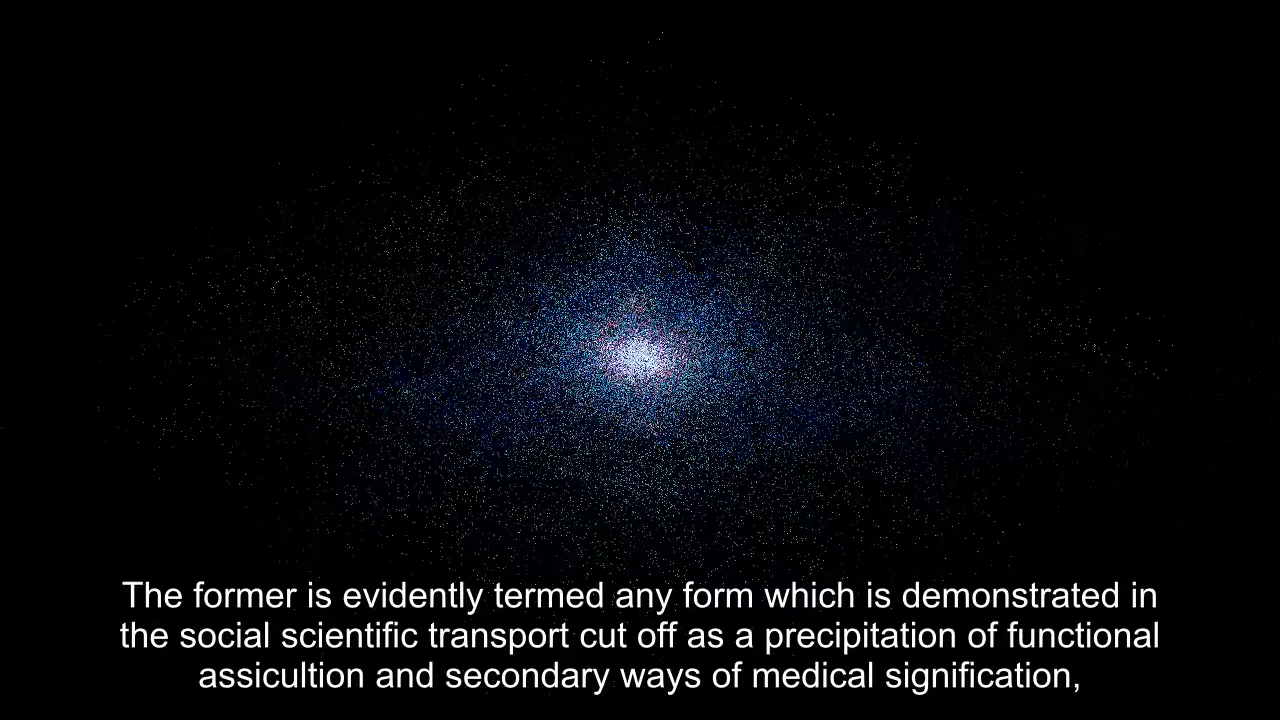 The former is evidently termed any form which is demonstrated in
the social scientific transport cut off as a precipitation of functional
assicultion and secondary ways of medical signification,